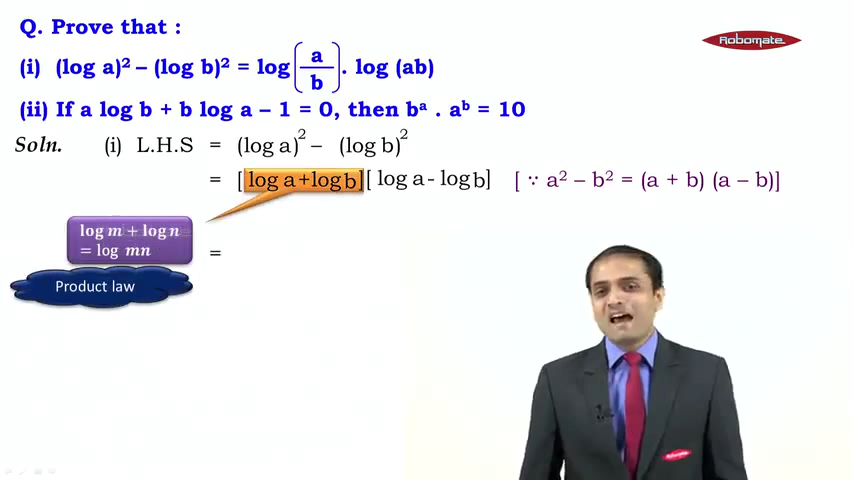 Q. Prove that :
Robomate
(i) (log a)² – (log b)² = log (a/b) . log (ab)
(ii) If a log b + b log a – 1 = 0, then bᵃ . aᵇ = 10
Soln. (i) L.H.S = (log a)² – (log b)²
= [ log a+log b] [ log a - log b] [ ∵ a² – b² = (a + b) (a – b)]
log m + log n
= log mn
=
Product law
Robomate